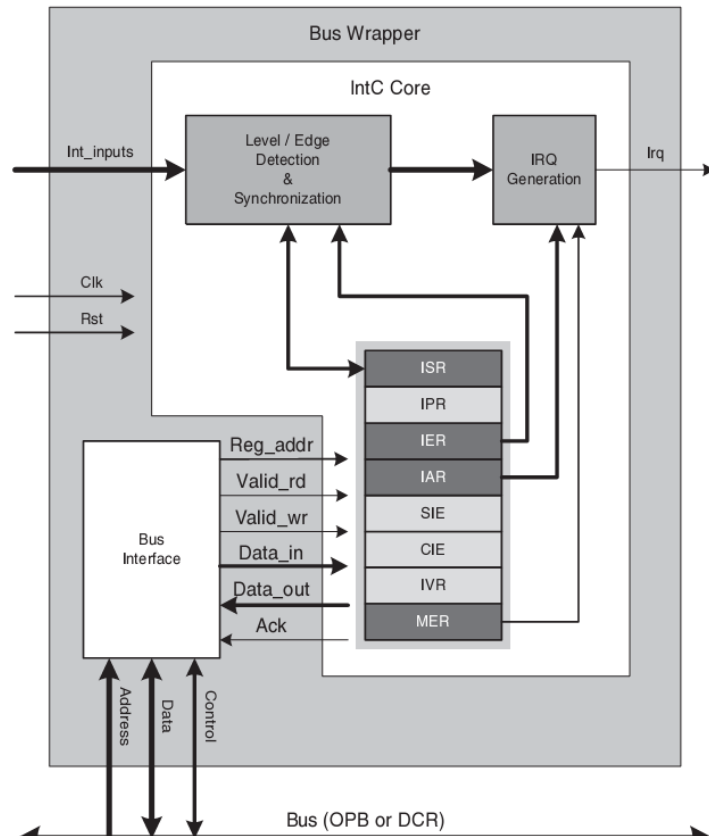 Bus Wrapper
IntC Core
Int_inputs
Level / Edge
Detection
&
Synchronization
IRQ
Generation
Irq
Clk
Rst
ISR
IPR
IER
IAR
SIE
CIE
IVR
MER
Reg_addr
Valid_rd
Valid_wr
Data_in
Data_out
Ack
Bus
Interface
Address
Data
Control
Bus (OPB or DCR)